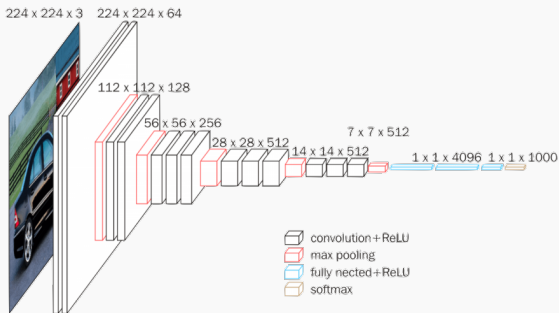 224 x 224 x 3
224 x 224 x 64
112 x 112 x 128
56 x 56 x 256
28 x 28 x 512
14 x 14 x 512
7 x 7 x 512
1 x 1 x 4096
1 x 1 x 1000
convolution+ReLU
max pooling
fully nected+ReLU
softmax